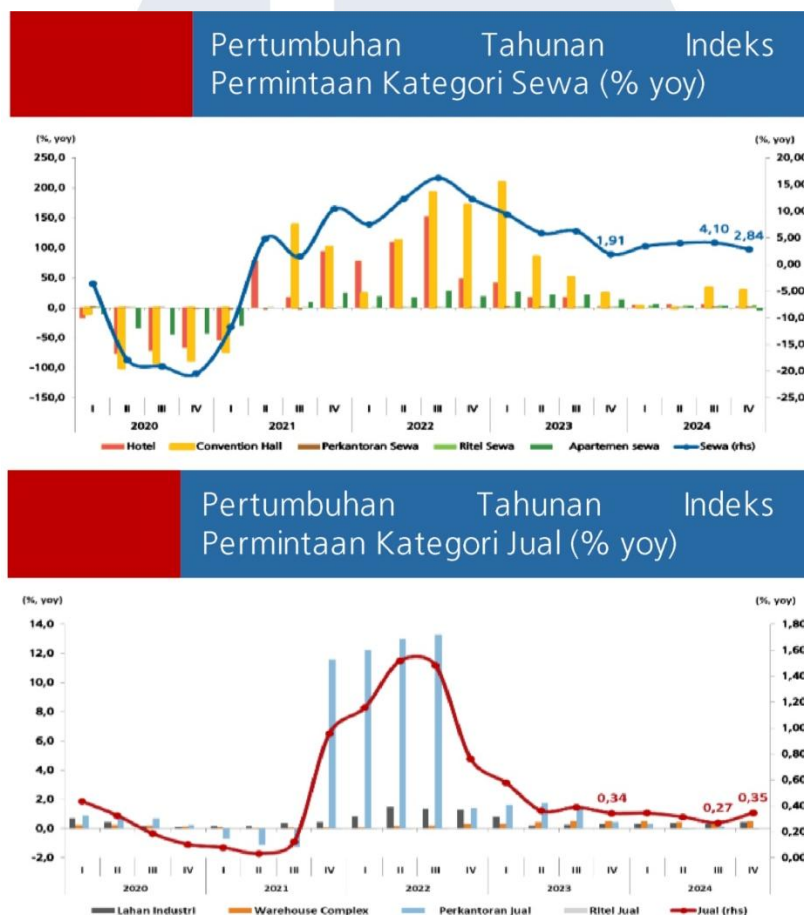 Pertumbuhan Tahunan Indeks
Permintaan Kategori Sewa (% yoy)
(%, yoy) (%, yoy)
250,0 20,00
200,0 15,00
150,0 10,00
100,0 5,00
50,0 0,00
0,0 -5,00
-50,0 -10,00
-100,0 -15,00
-150,0 -20,00
-25,00
1,91 4,10 2,84
I II III IV I II III IV I II III IV I II III IV I II III IV
2020 2021 2022 2023 2024
Hotel Convention Hall Perkantoran Sewa Ritel Sewa Apartemen sewa Sewa (rhs)
Pertumbuhan Tahunan Indeks
Permintaan Kategori Jual (% yoy)
(%, yoy) (%, yoy)
14,0 1,80
12,0 1,60
10,0 1,40
8,0 1,20
6,0 1,00
4,0 0,80
2,0 0,60
0,0 0,40
-2,0 0,20
0,00
0,34 0,27 0,35
I II III IV I II III IV I II III IV I II III IV I II III IV
2020 2021 2022 2023 2024
Lahan Industri Warehouse Complex Perkantoran Jual Ritel Jual Jual (rhs)